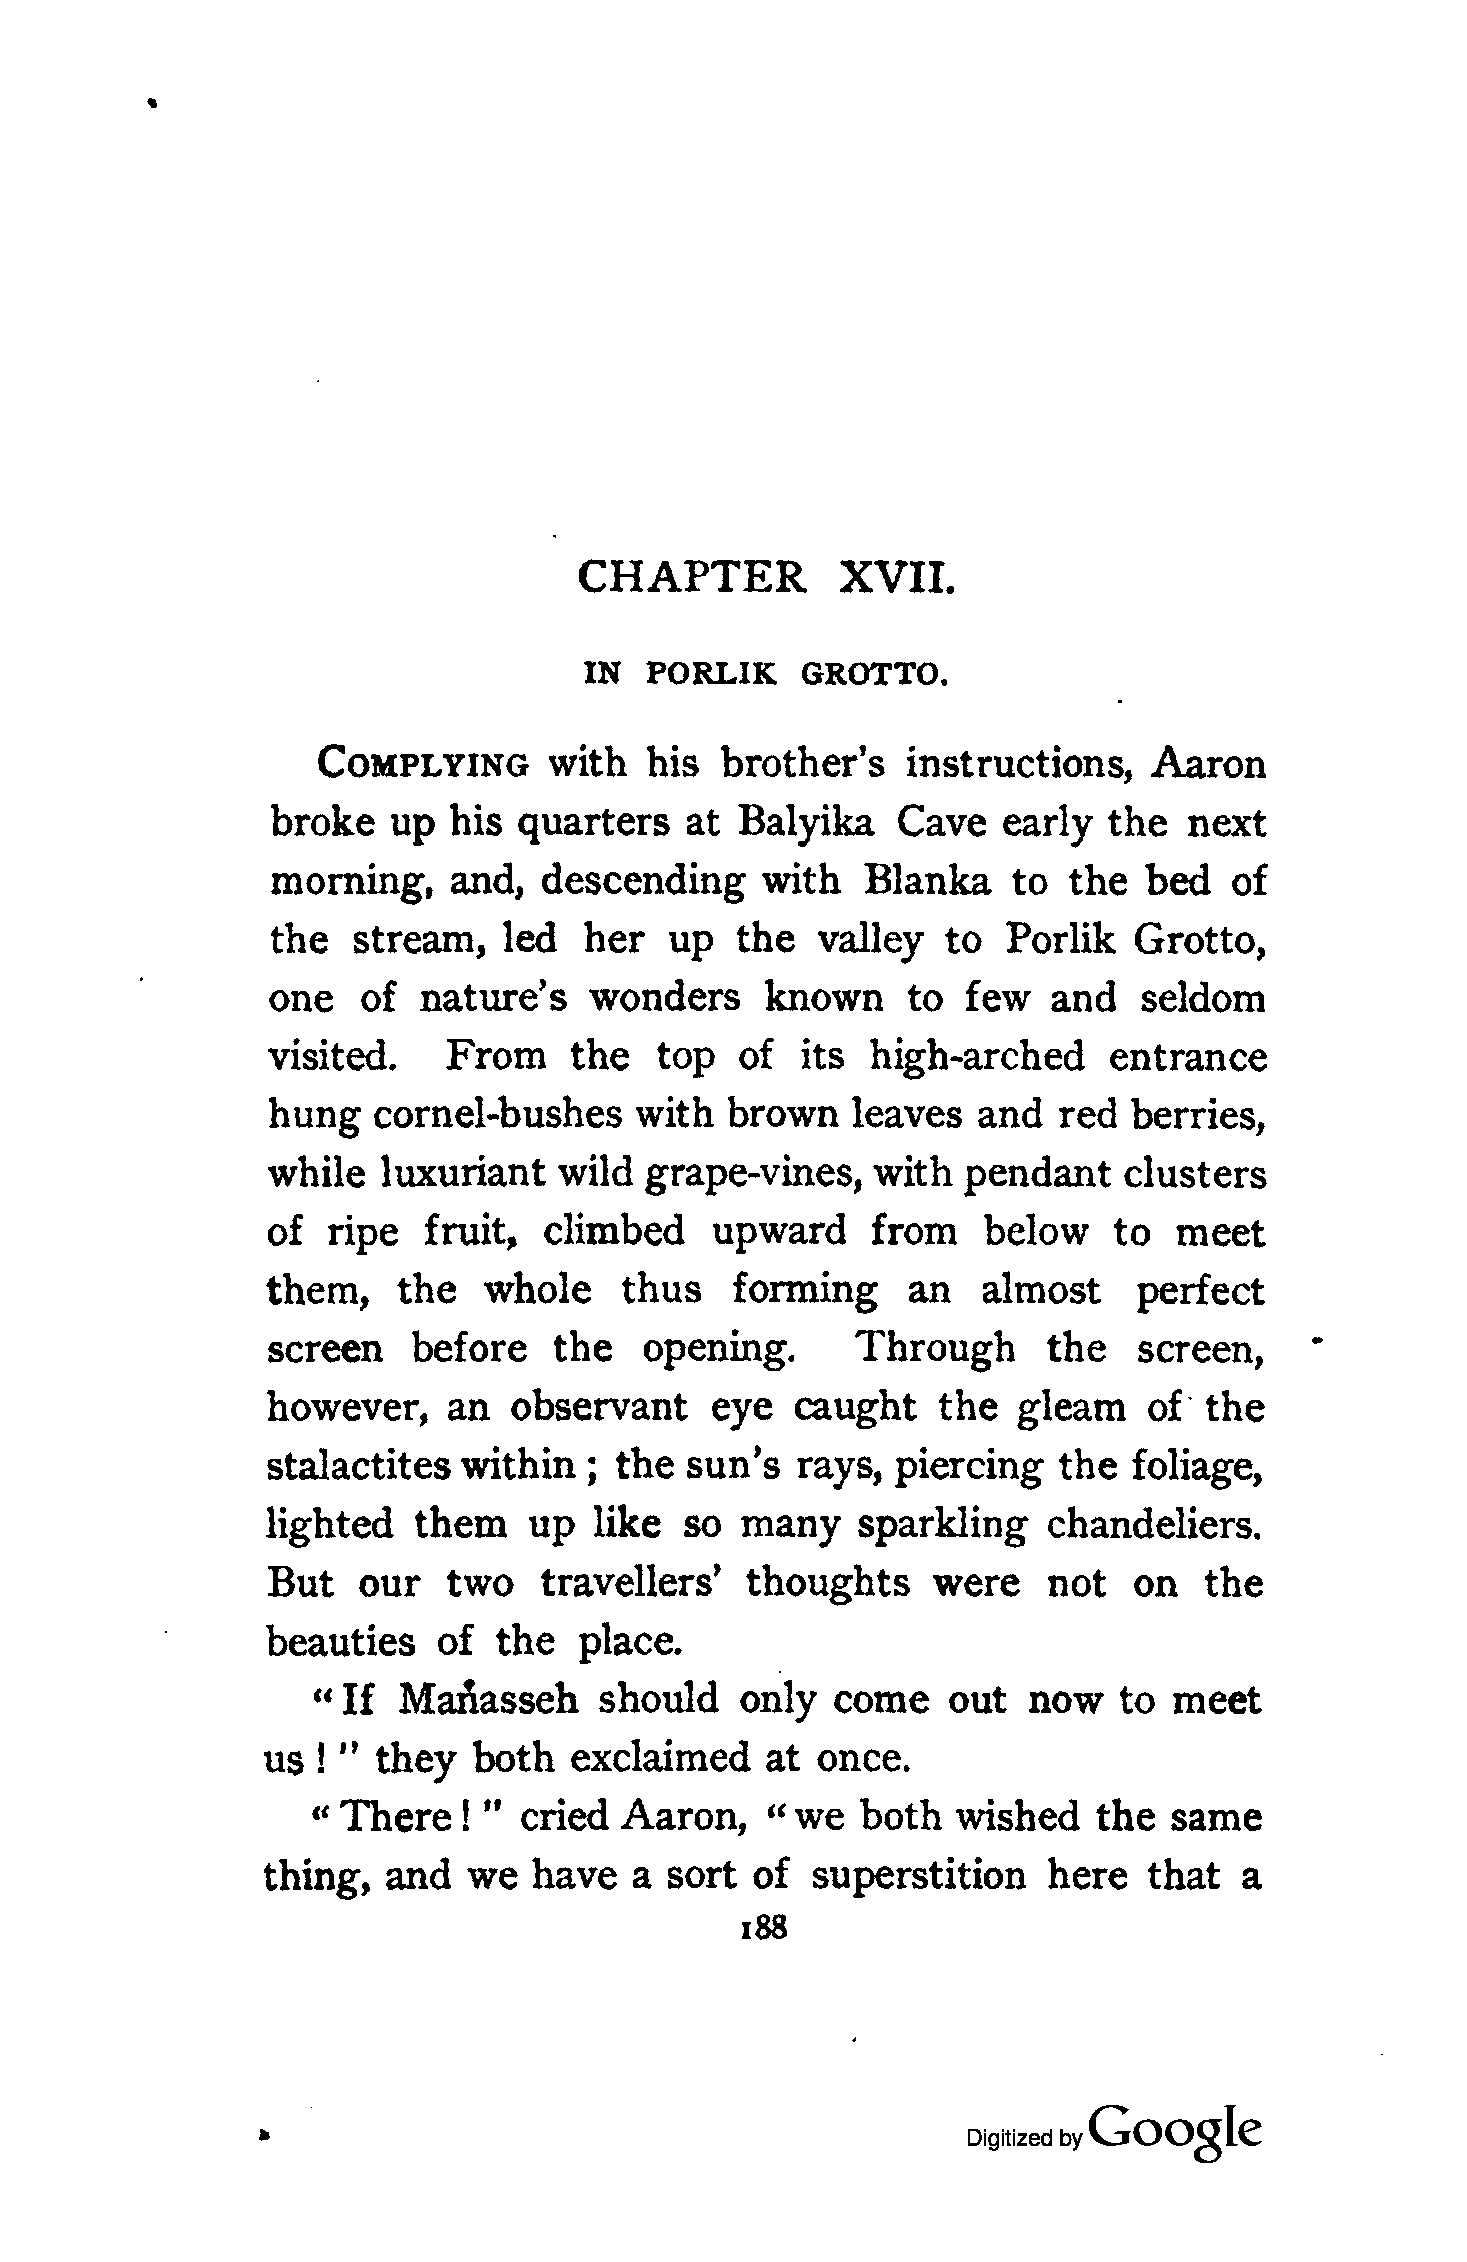 CHAPTER XVII.
IN PORLIK GROTTO.
COMPLYING with his brother's instructions, Aaron
broke up his quarters at Balyika Cave early the next
morning, and, descending with Blanka to the bed of
the stream, led her up the valley to Porlik Grotto,
one of nature's wonders known to few and seldom
visited. From the top of its high-arched entrance
hung cornel-bushes with brown leaves and red berries,
while luxuriant wild grape-vines, with pendant clusters
of ripe fruit, climbed upward from below to meet
them, the whole thus forming an almost perfect
screen before the opening. Through the screen,
however, an observant eye caught the gleam of the
stalactites within ; the sun's rays, piercing the foliage,
lighted them up like so many sparkling chandeliers.
But our two travellers' thoughts were not on the
beauties of the place.
" If Manasseh should only come out now to meet
us ! " they both exclaimed at once.
" There ! " cried Aaron, " we both wished the same
thing, and we have a sort of superstition here that a
188
Digitized by Google